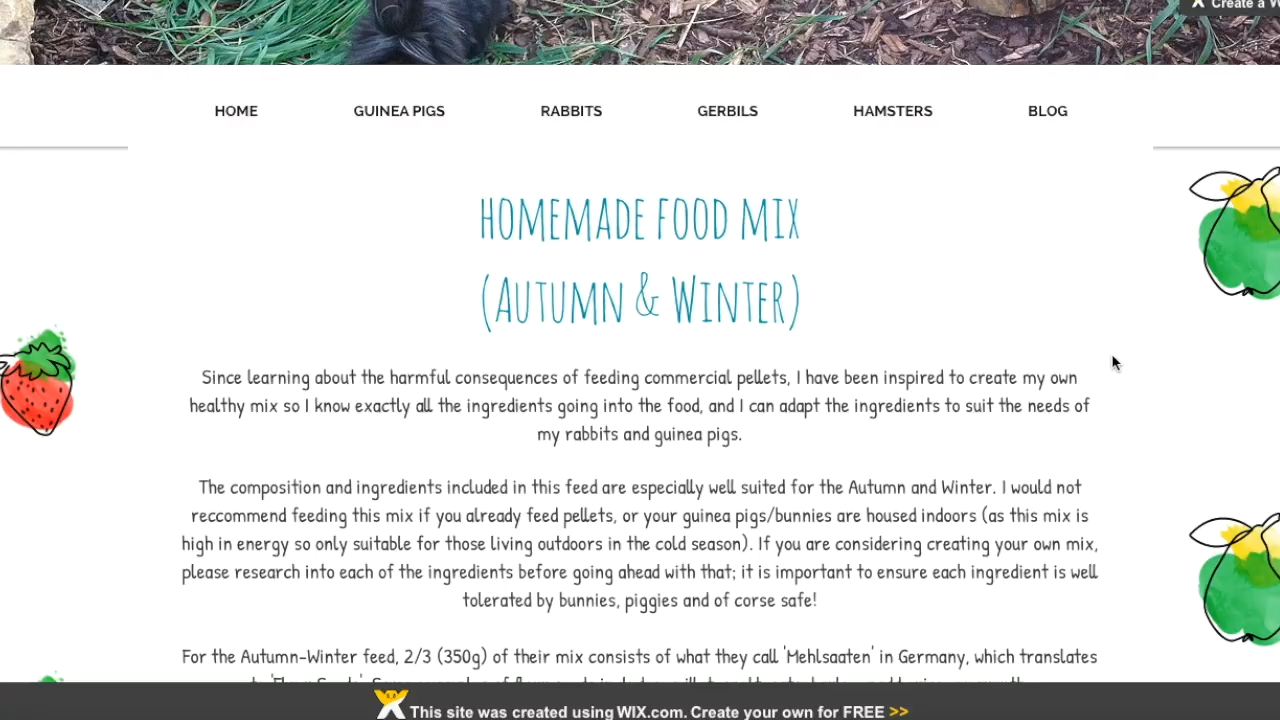 Create a W
HOME GUINEA PIGS RABBITS GERBILS HAMSTERS BLOG
HOMEMADE FOOD MIX
(AUTUMN & WINTER)
Since learning about the harmful consequences of feeding commercial pellets, I have been inspired to create my own
healthy mix so I know exactly all the ingredients going into the food, and I can adapt the ingredients to suit the needs of
my rabbits and guinea pigs.
The composition and ingredients included in this feed are especially well suited for the Autumn and Winter. I would not
reccommend feeding this mix if you already feed pellets, or your guinea pigs/bunnies are housed indoors (as this mix is
high in energy so only suitable for those living outdoors in the cold season). If you are considering creating your own mix,
please research into each of the ingredients before going ahead with that; it is important to ensure each ingredient is well
tolerated by bunnies, piggies and of corse safe!
For the Autumn-Winter feed, 2/3 (350g) of their mix consists of what they call 'Mehlsaaten' in Germany, which translates
This site was created using WIX.com. Create your own for FREE >>